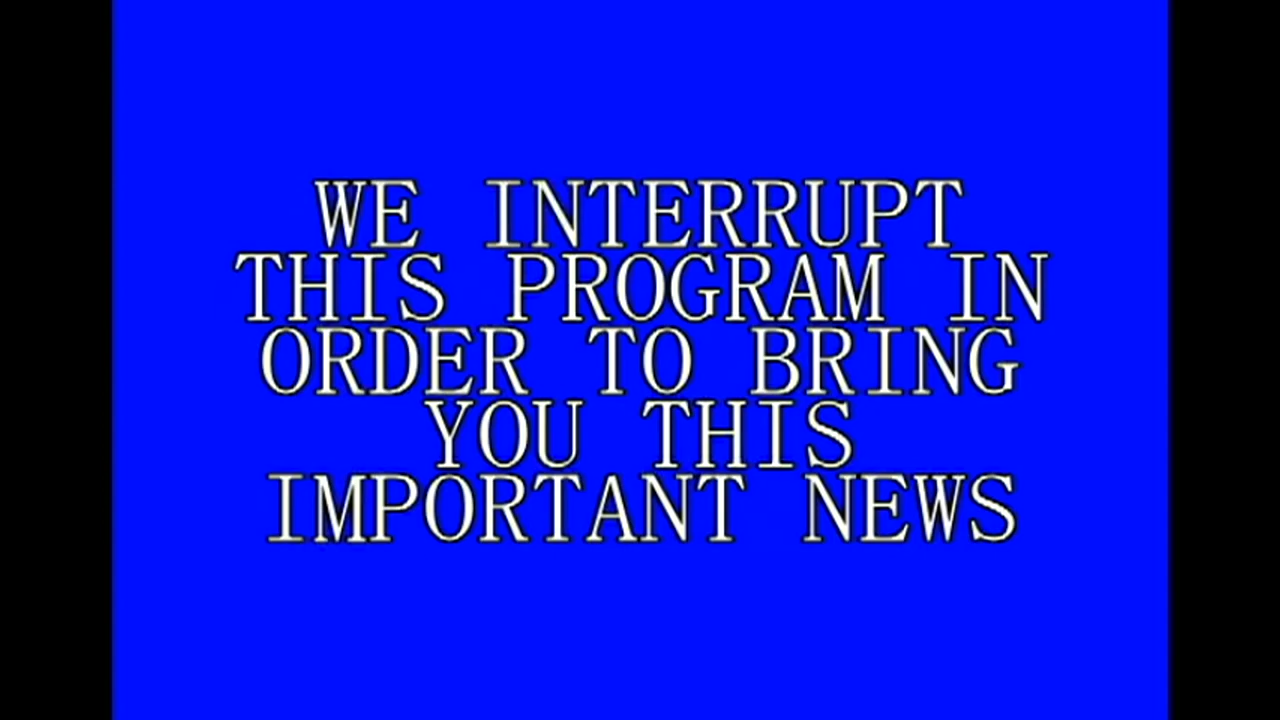 WE INTERRUPT
THIS PROGRAM IN
ORDER TO BRING
YOU THIS
IMPORTANT NEWS